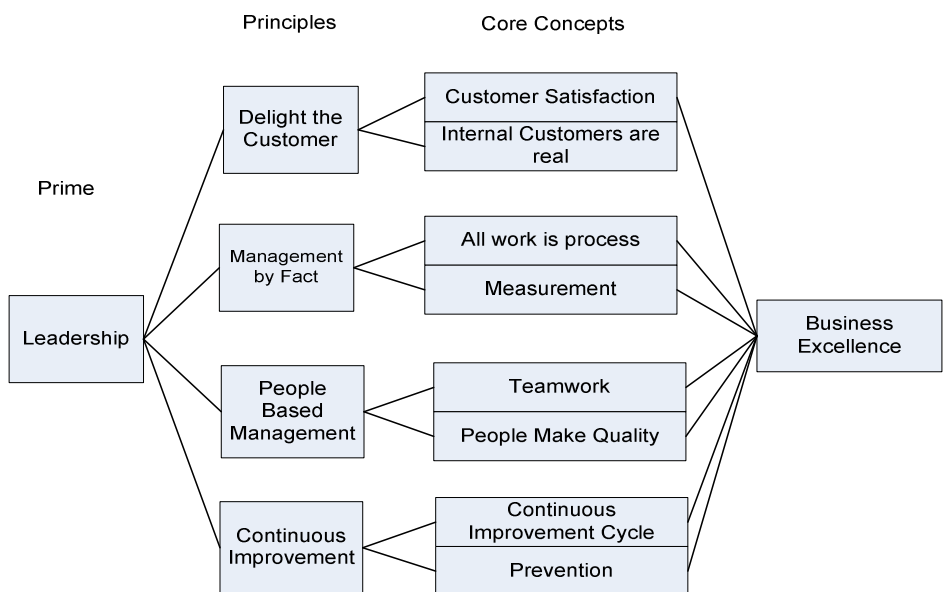 Principles
Core Concepts
Prime
Leadership
Delight the
Customer
Customer Satisfaction
Internal Customers are
real
Management
by Fact
All work is process
Measurement
People
Based
Management
Teamwork
People Make Quality
Continuous
Improvement
Continuous
Improvement Cycle
Prevention
Business
Excellence